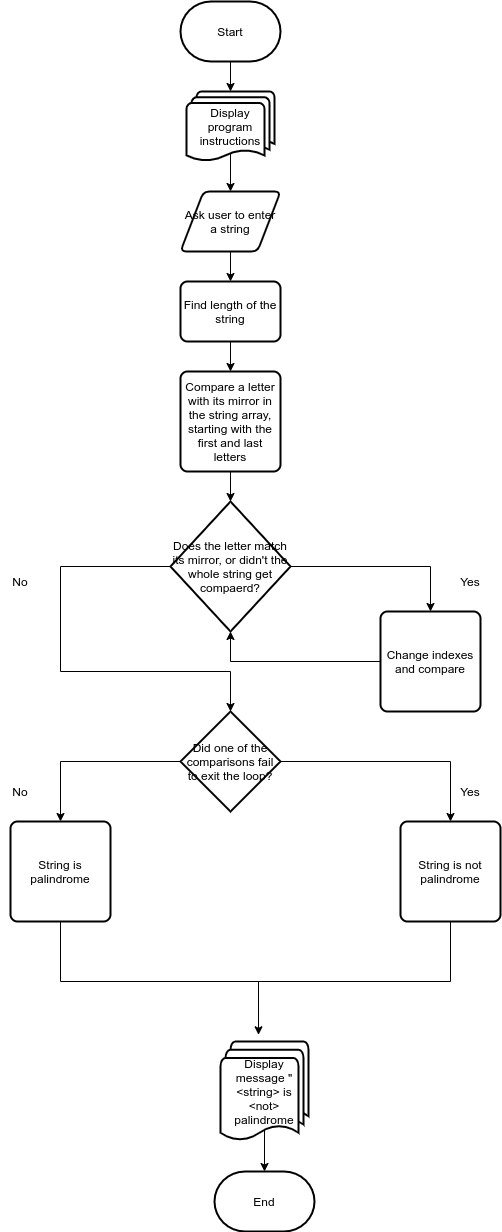 Start
Display
program
instructions
Ask user to enter
a string
Find length of the
string
Compare a letter
with its mirror in
the string array,
starting with the
first and last
letters
Does the letter match
its mirror, or didn't the
whole string get
compaerd?
No
Yes
Change indexes
and compare
Did one of the
comparisons fail
to exit the loop?
No
Yes
String is
palindrome
String is not
palindrome
Display
message "
<string> is
<not>
palindrome
End